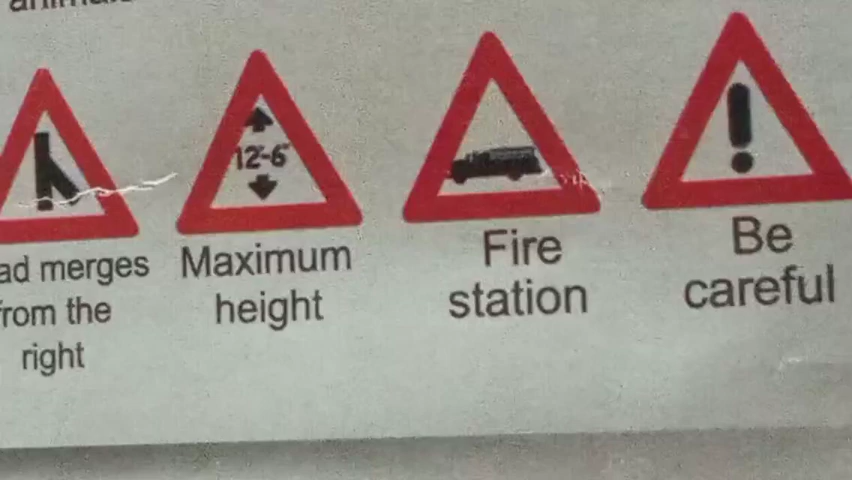 12'-6"
ad merges
from the
right
Maximum
height
Fire
station
Be
careful